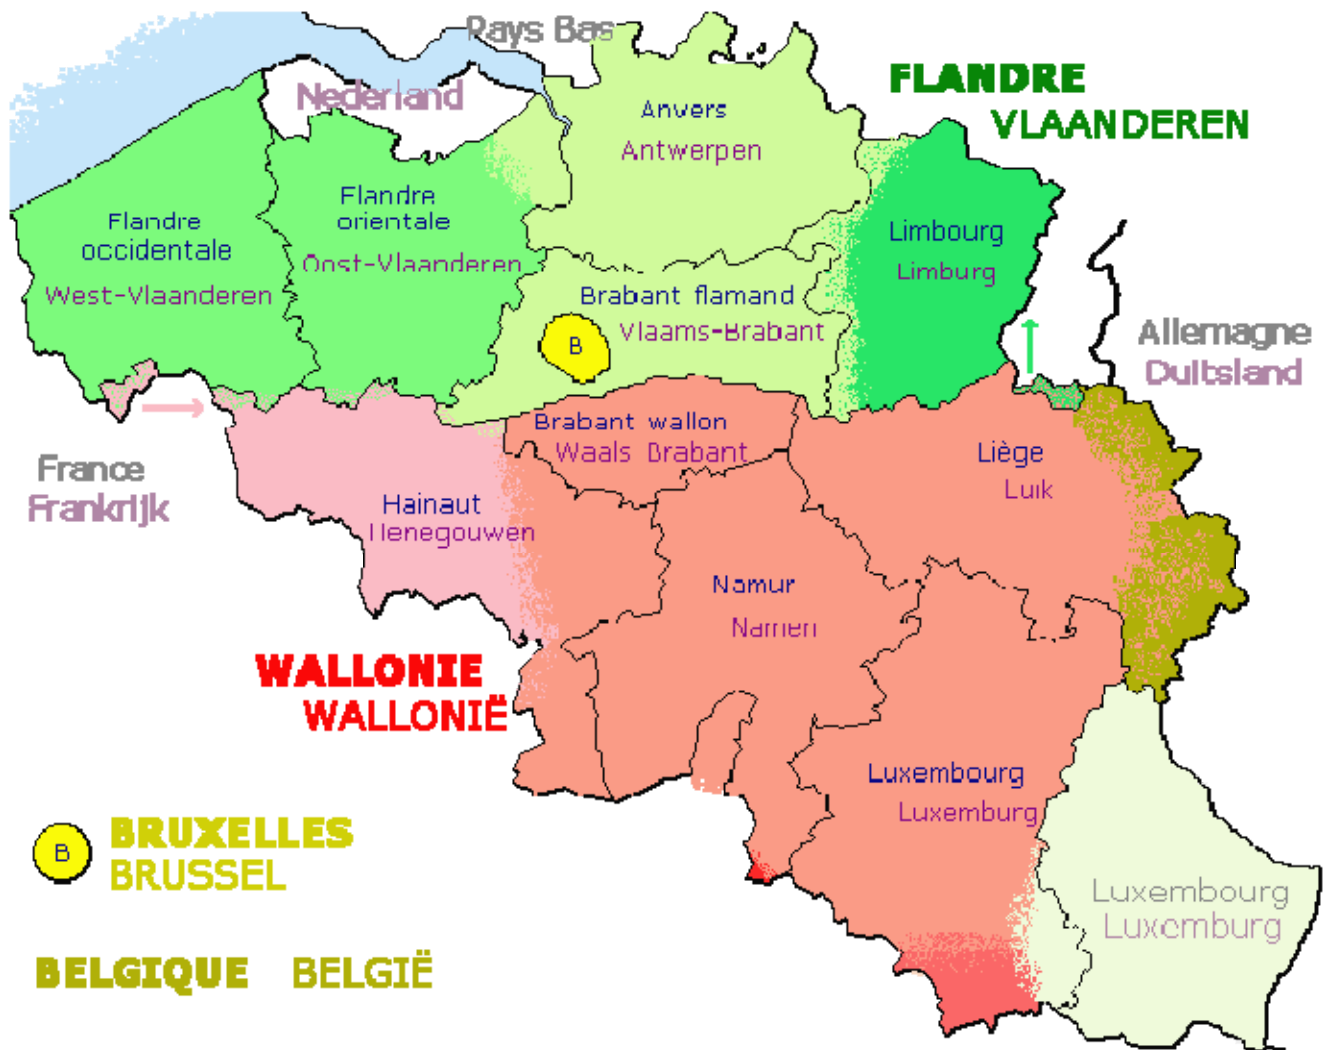 Pays Bas
Nederland
FLANDRE
VLAANDEREN
Anvers
Antwerpen
Flandre
occidentale
West-Vlaanderen
Flandre
orientale
Oost-Vlaanderen
Limbourg
Limburg
Brabant flamand
Vlaams-Brabant
B
Allemagne
Duitsland
Brabant wallon
Waals Brabant
Liège
Luik
France
Frankrijk
Hainaut
Henegouwen
Namur
Namen
WALLONIE
WALLONIË
Luxembourg
Luxemburg
B
BRUXELLES
BRUSSEL
Luxembourg
Luxemburg
BELGIQUE BELGIË